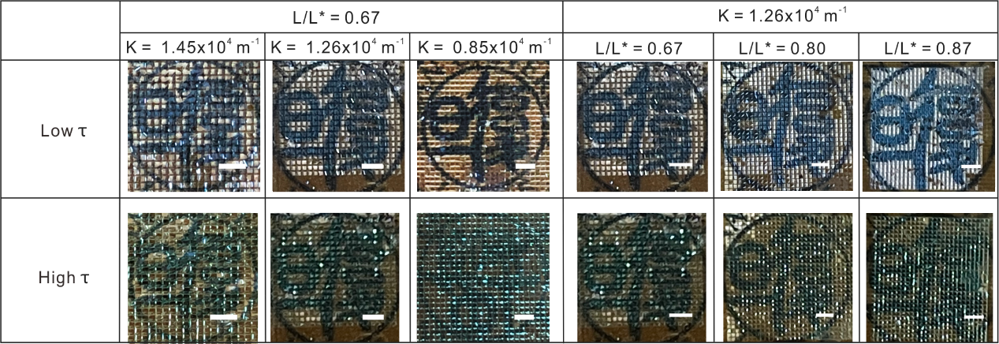 L/L* = 0.67
K = 1.26x10⁴ m⁻¹
K = 1.45x10⁴ m⁻¹
K = 1.26x10⁴ m⁻¹
K = 0.85x10⁴ m⁻¹
L/L* = 0.67
L/L* = 0.80
L/L* = 0.87
Low τ
High τ